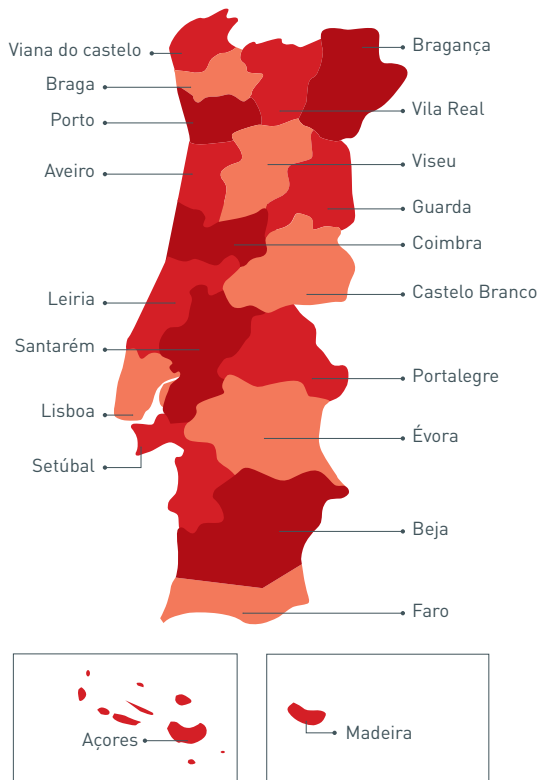 Viana do castelo
Braga
Porto
Aveiro
Leiria
Santarém
Lisboa
Setúbal
Bragança
Vila Real
Viseu
Guarda
Coimbra
Castelo Branco
Portalegre
Évora
Beja
Faro
Açores
Madeira